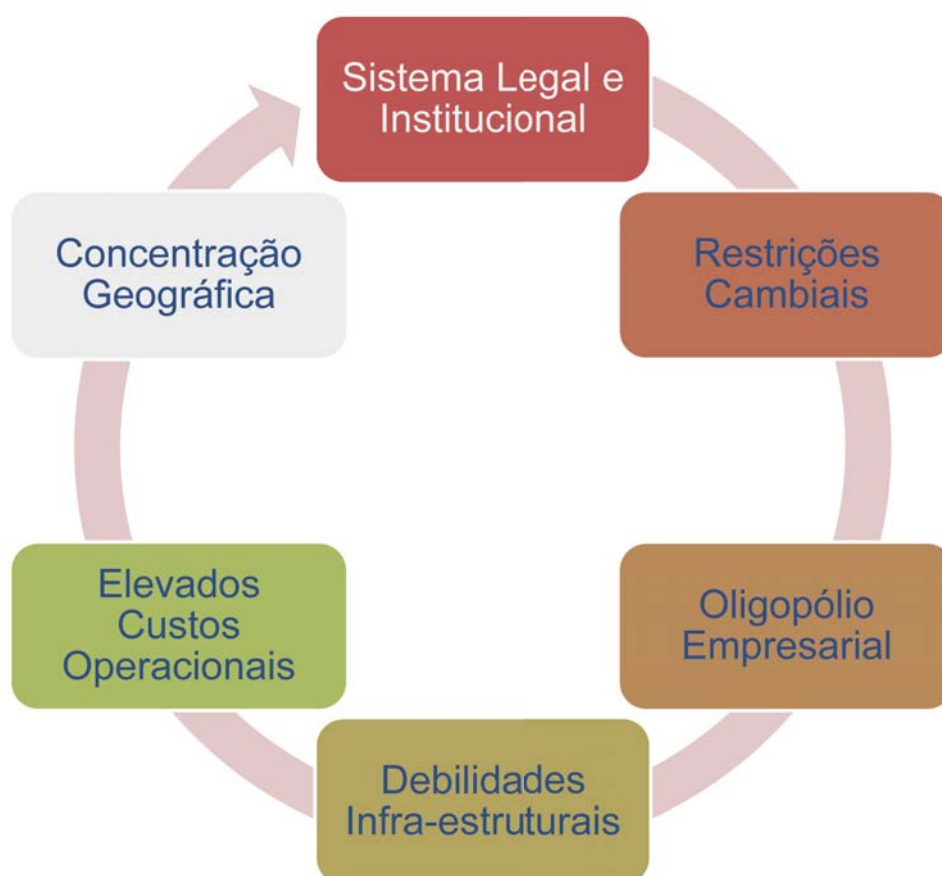 Sistema Legal e
Institucional
Restrições
Cambiais
Oligopólio
Empresarial
Debilidades
Infra-estruturais
Elevados
Custos
Operacionais
Concentração
Geográfica